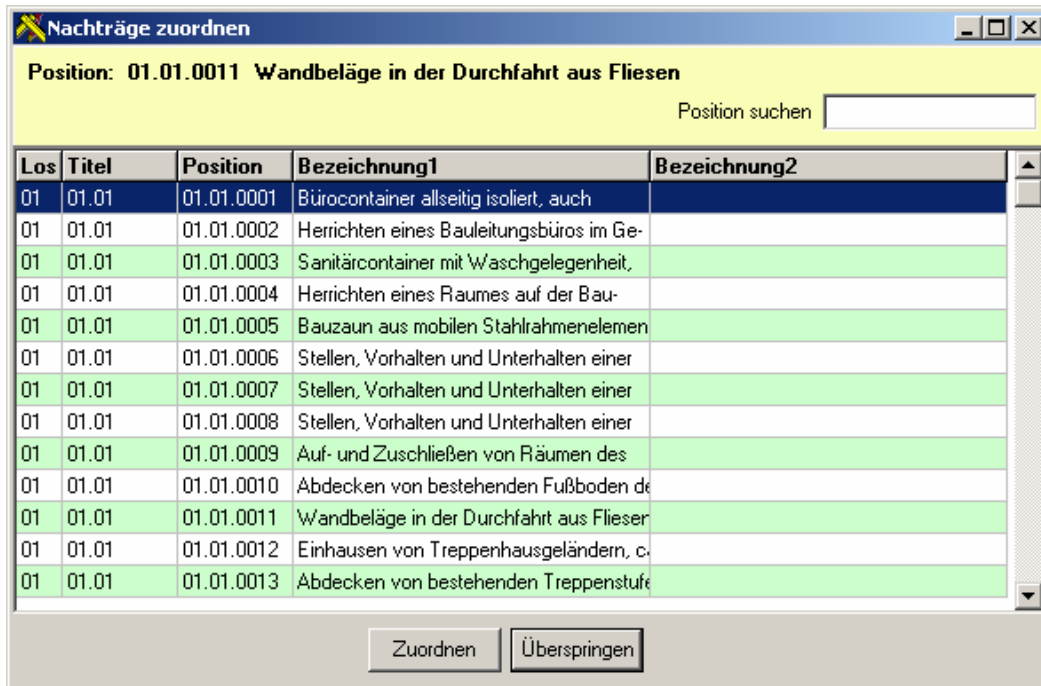 Nachträge zuordnen
Position: 01.01.0011 Wandbeläge in der Durchfahrt aus Fliesen
Position suchen
Los Titel Position Bezeichnung1 Bezeichnung2
01 01.01 01.01.0001 Bürocontainer allseitig isoliert, auch
01 01.01 01.01.0002 Herrichten eines Bauleitungsbüros im Ge-
01 01.01 01.01.0003 Sanitärcontainer mit Waschgelegenheit,
01 01.01 01.01.0004 Herrichten eines Raumes auf der Bau-
01 01.01 01.01.0005 Bauzaun aus mobilen Stahlrahmenelemen
01 01.01 01.01.0006 Stellen, Vorhalten und Unterhalten einer
01 01.01 01.01.0007 Stellen, Vorhalten und Unterhalten einer
01 01.01 01.01.0008 Stellen, Vorhalten und Unterhalten einer
01 01.01 01.01.0009 Auf- und Zuschließen von Räumen des
01 01.01 01.01.0010 Abdecken von bestehenden Fußboden de
01 01.01 01.01.0011 Wandbeläge in der Durchfahrt aus Fliesen
01 01.01 01.01.0012 Einhausen von Treppenhausgeländern, ca
01 01.01 01.01.0013 Abdecken von bestehenden Treppenstufe
Zuordnen Überspringen